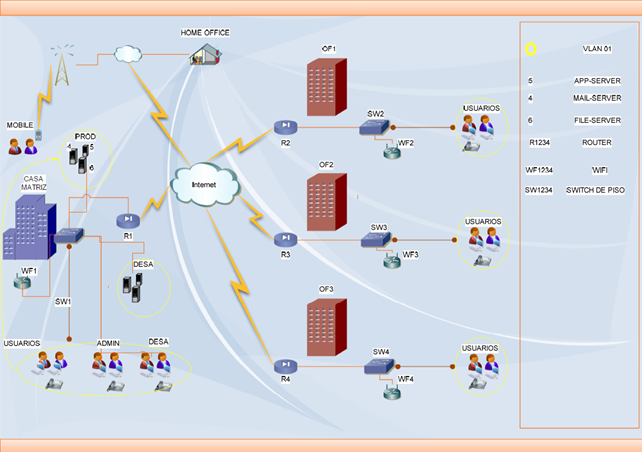 HOME OFFICE
OF1
VLAN 01
5 APP-SERVER
4 MAIL-SERVER
6 FILE-SERVER
R1234 ROUTER
WF1234 WIFI
SW1234 SWITCH DE PISO
MOBILE
PROD
4
5
6
CASA
MATRIZ
R1
WF1
SW1
DESA
USUARIOS
ADMIN
DESA
Internet
R2
SW2
WF2
USUARIOS
OF2
R3
SW3
WF3
USUARIOS
OF3
R4
SW4
WF4
USUARIOS